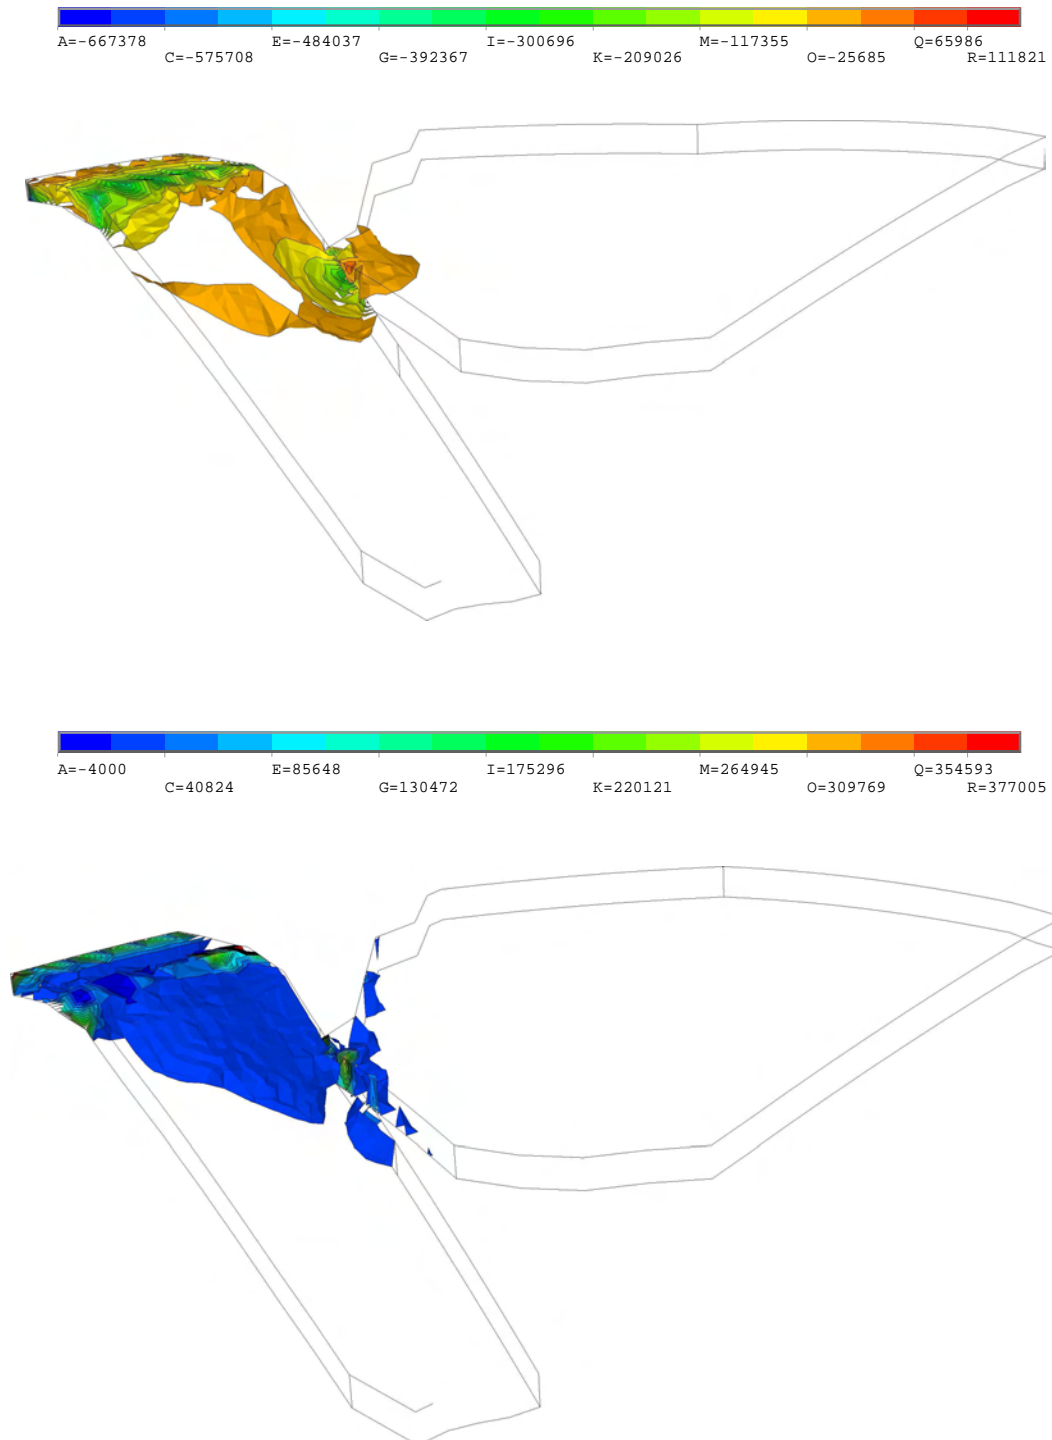 A=-667378 E=-484037 I=-300696 M=-117355 Q=65986
C=-575708 G=-392367 K=-209026 O=-25685 R=111821
A=-4000 E=85648 I=175296 M=264945 Q=354593
C=40824 G=130472 K=220121 O=309769 R=377005